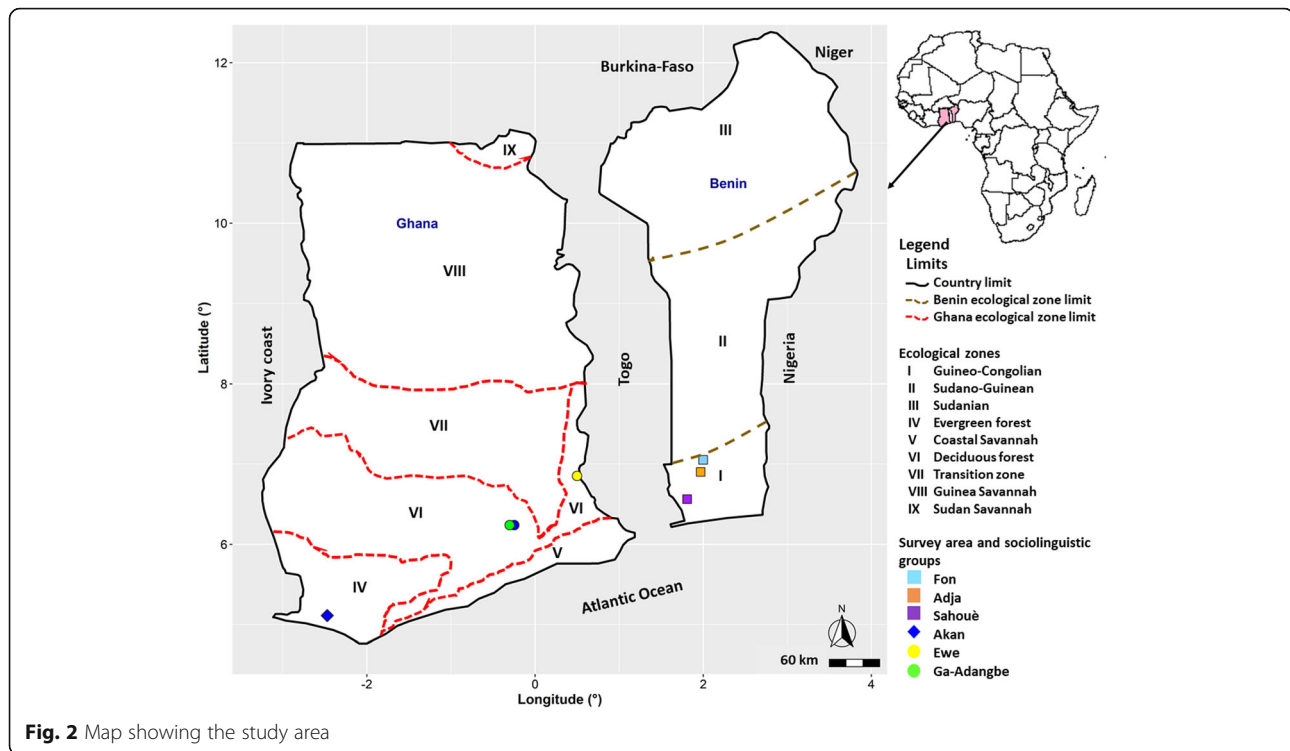 12
10
8
6
-2
0
2
4
Latitude (°)
Longitude (°)
Burkina-Faso
Niger
III
IX
Benin
Ghana
VIII
Ivory coast
Togo
II
Nigeria
VII
I
VI
VI
V
IV
Atlantic Ocean
N
60 km
Legend
Limits
Country limit
Benin ecological zone limit
Ghana ecological zone limit
Ecological zones
I Guineo-Congolian
II Sudano-Guinean
III Sudanian
IV Evergreen forest
V Coastal Savannah
VI Deciduous forest
VII Transition zone
VIII Guinea Savannah
IX Sudan Savannah
Survey area and sociolinguistic
groups
Fon
Adja
Sahouè
Akan
Ewe
Ga-Adangbe
Fig. 2 Map showing the study area